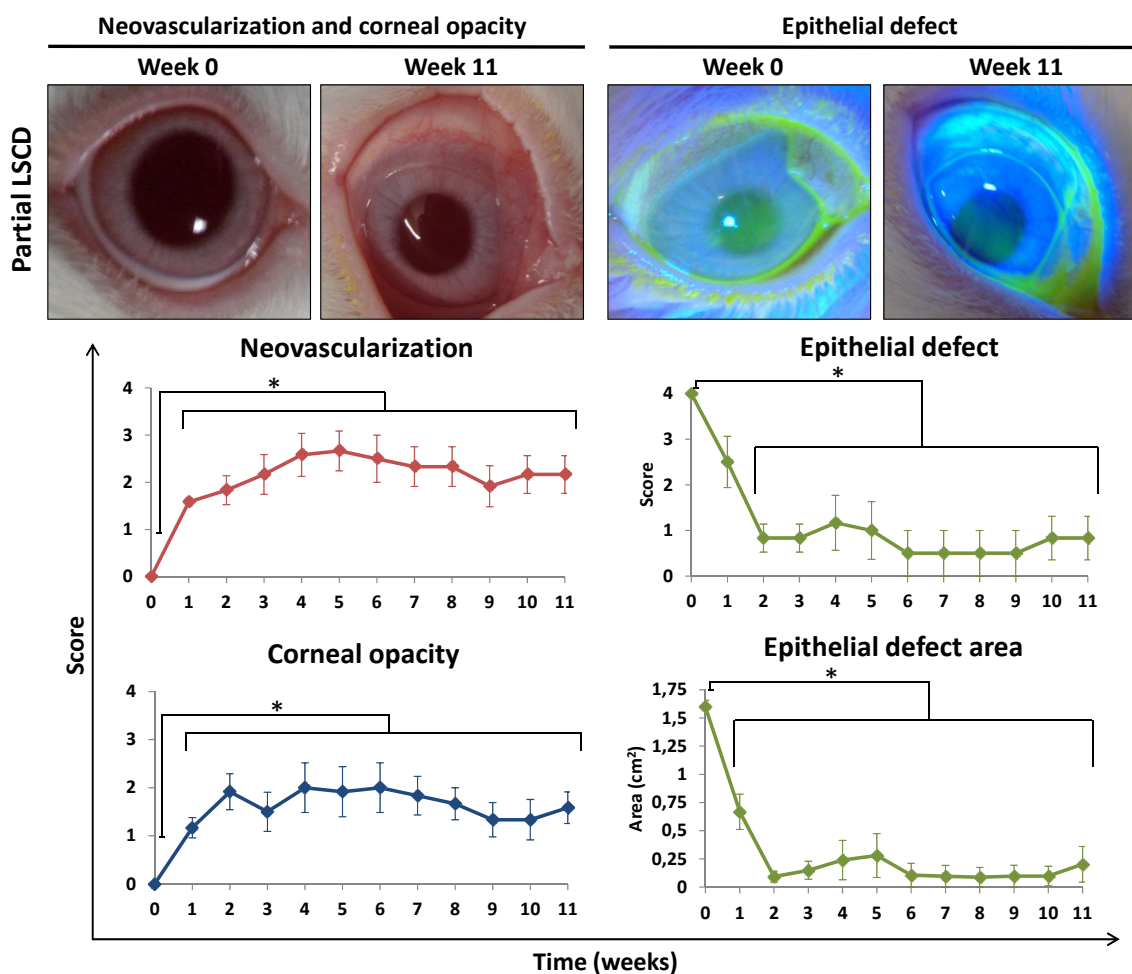 Neovascularization and corneal opacity
Epithelial defect
Week 0
Week 11
Week 0
Week 11
Partial LSCD
Neovascularization
*
4
3
2
1
0
0 1 2 3 4 5 6 7 8 9 10 11
Epithelial defect
*
Score
4
3
2
1
0
0 1 2 3 4 5 6 7 8 9 10 11
Score
Corneal opacity
*
4
3
2
1
0
0 1 2 3 4 5 6 7 8 9 10 11
Epithelial defect area
*
Area (cm²)
1,75
1,5
1,25
1
0,75
0,5
0,25
0
0 1 2 3 4 5 6 7 8 9 10 11
Time (weeks)